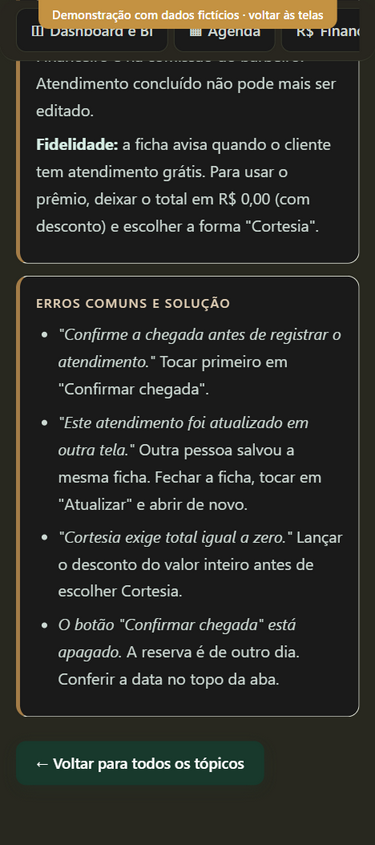 Demonstração com dados fictícios · voltar às telas
Dashboard e BI
Agenda
R$ Financ
Financeiro e na comissão do barbeiro.
Atendimento concluído não pode mais ser
editado.
Fidelidade: a ficha avisa quando o cliente
tem atendimento grátis. Para usar o
prêmio, deixar o total em R$ 0,00 (com
desconto) e escolher a forma "Cortesia".
ERROS COMUNS E SOLUÇÃO
• "Confirme a chegada antes de registrar o
atendimento." Tocar primeiro em
"Confirmar chegada".
• "Este atendimento foi atualizado em
outra tela." Outra pessoa salvou a
mesma ficha. Fechar a ficha, tocar em
"Atualizar" e abrir de novo.
• "Cortesia exige total igual a zero." Lançar
o desconto do valor inteiro antes de
escolher Cortesia.
• O botão "Confirmar chegada" está
apagado. A reserva é de outro dia.
Conferir a data no topo da aba.
← Voltar para todos os tópicos